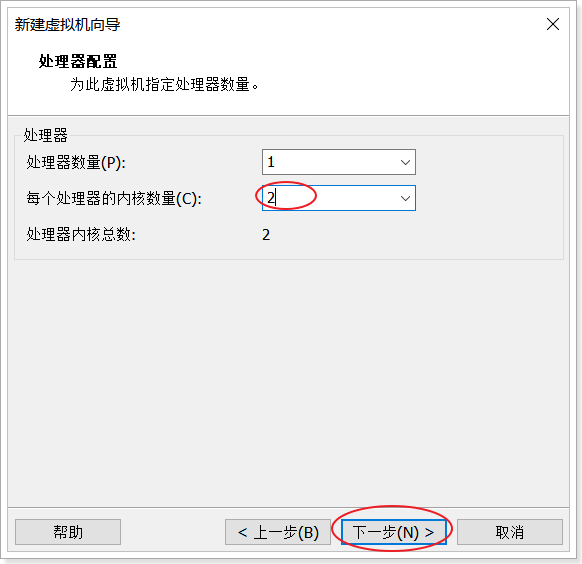 新建虚拟机向导
处理器配置
为此虚拟机指定处理器数量。
处理器
处理器数量(P): 1
每个处理器的内核数量(C): 2
处理器内核总数: 2
帮助 < 上一步(B) 下一步(N) > 取消